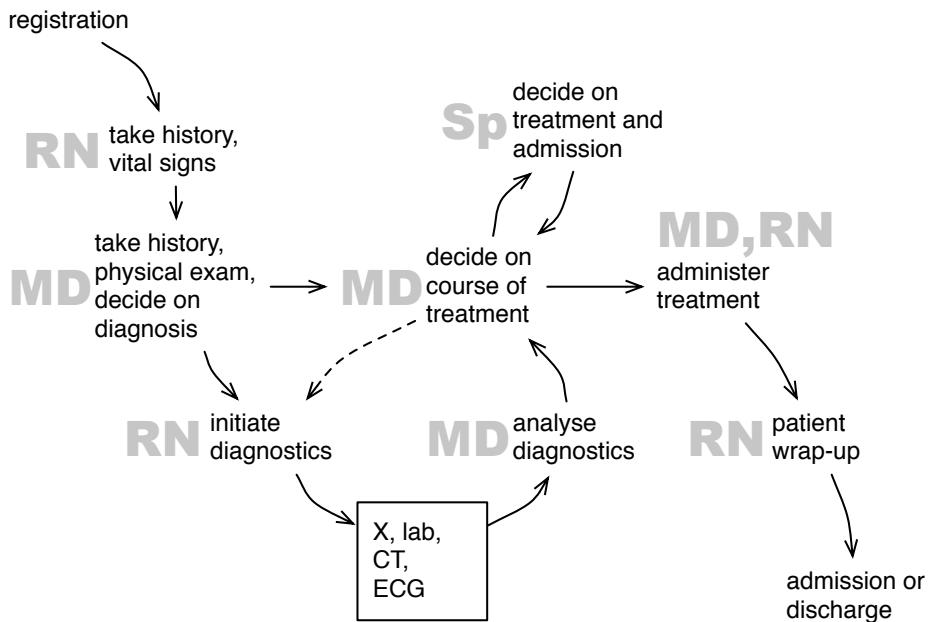 registration
RN
take history,
vital signs
MD
take history,
physical exam,
decide on
diagnosis
RN
initiate
diagnostics
X, lab,
CT,
ECG
MD
analyse
diagnostics
MD
decide on
course of
treatment
Sp
decide on
treatment and
admission
MD,RN
administer
treatment
RN
patient
wrap-up
admission or
discharge